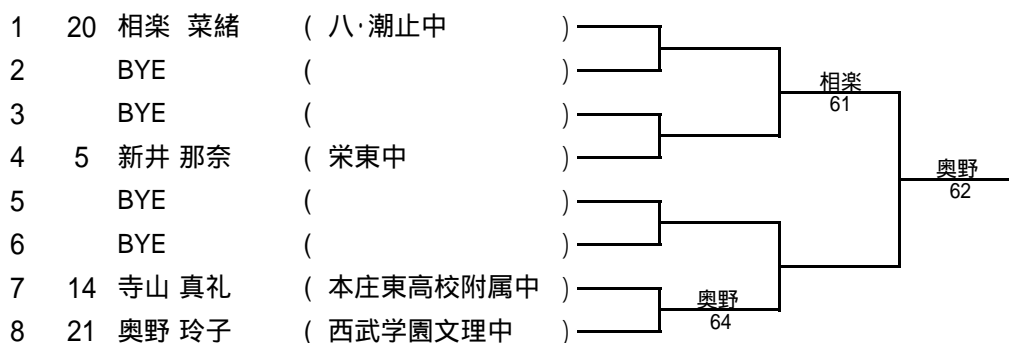 1 20 相楽 菜緒 ( 八・潮止中 )
2 BYE ( )
相楽
3 BYE ( )
61
4 5 新井 那奈 ( 栄東中 )
奥野
5 BYE ( )
62
6 BYE ( )
7 14 寺山 真礼 ( 本庄東高校附属中 )
奥野
8 21 奥野 玲子 ( 西武学園文理中 )
64